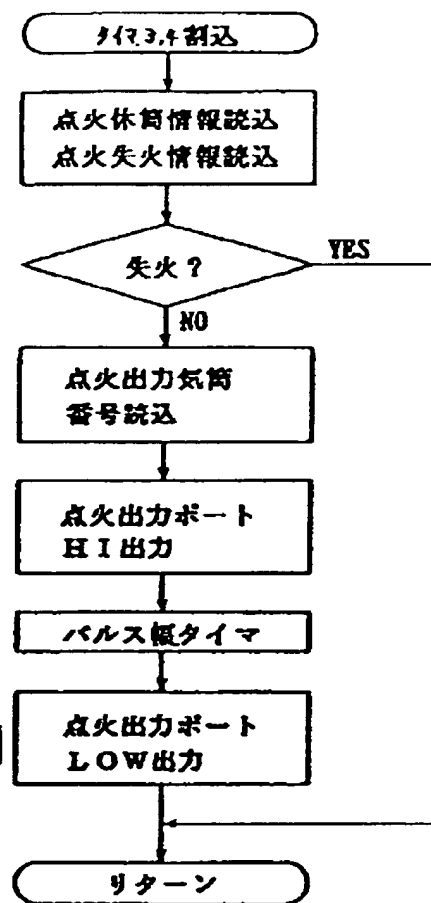 タイマ3,4割込
点火休筒情報読込
点火失火情報読込
失火?
YES
NO
点火出力気筒
番号読込
点火出力ポート
HI出力
パルス幅タイマ
点火出力ポート
LOW出力
リターン